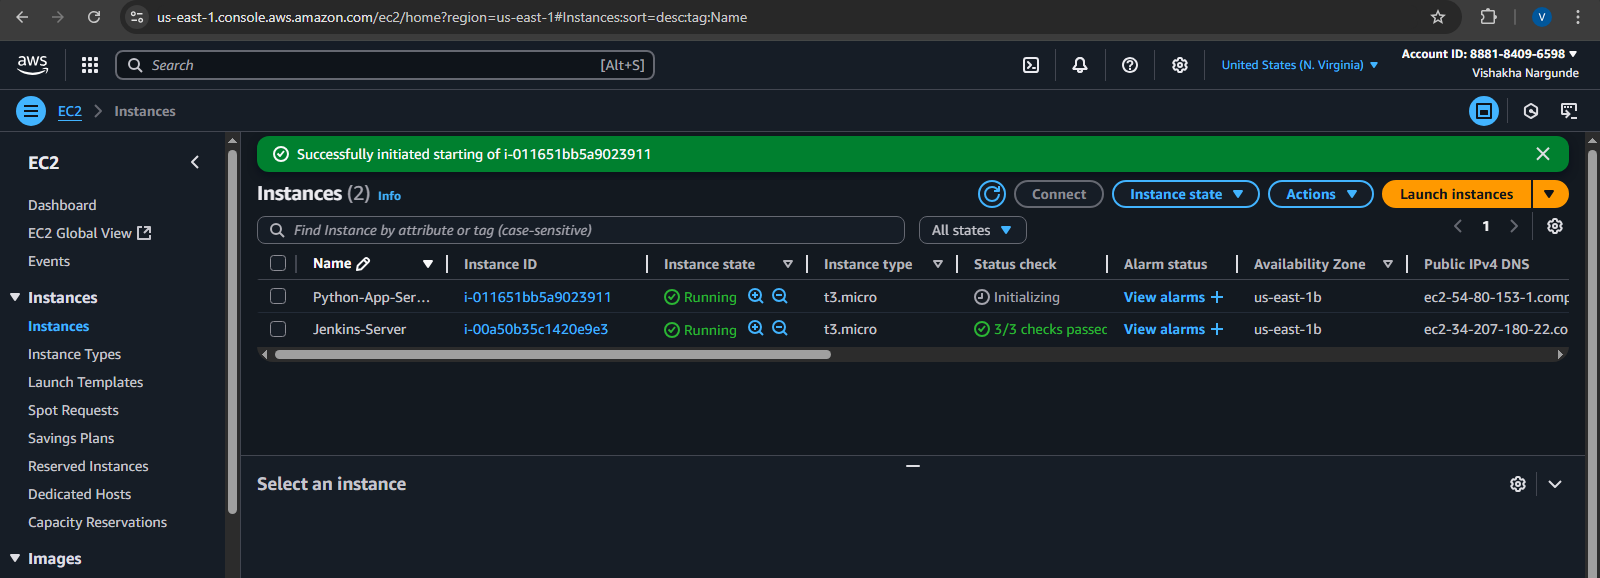 us-east-1.console.aws.amazon.com/ec2/home?region=us-east-1#Instances:sort=desc:tag:Name
V
aws
Search
[Alt+S]
United States (N. Virginia)
Account ID: 8881-8409-6598
Vishakha Nargunde
EC2
Instances
EC2
Dashboard
EC2 Global View
Events
Instances
Instances
Instance Types
Launch Templates
Spot Requests
Savings Plans
Reserved Instances
Dedicated Hosts
Capacity Reservations
Images
Successfully initiated starting of i-011651bb5a9023911
Instances (2) Info
Connect
Instance state
Actions
Launch instances
Find Instance by attribute or tag (case-sensitive)
All states
1
Name Instance ID Instance state Instance type Status check Alarm status Availability Zone Public IPv4 DNS
Python-App-Ser... i-011651bb5a9023911 Running t3.micro Initializing View alarms + us-east-1b ec2-54-80-153-1.comp
Jenkins-Server i-00a50b35c1420e9e3 Running t3.micro 3/3 checks passec View alarms + us-east-1b ec2-34-207-180-22.co
Select an instance